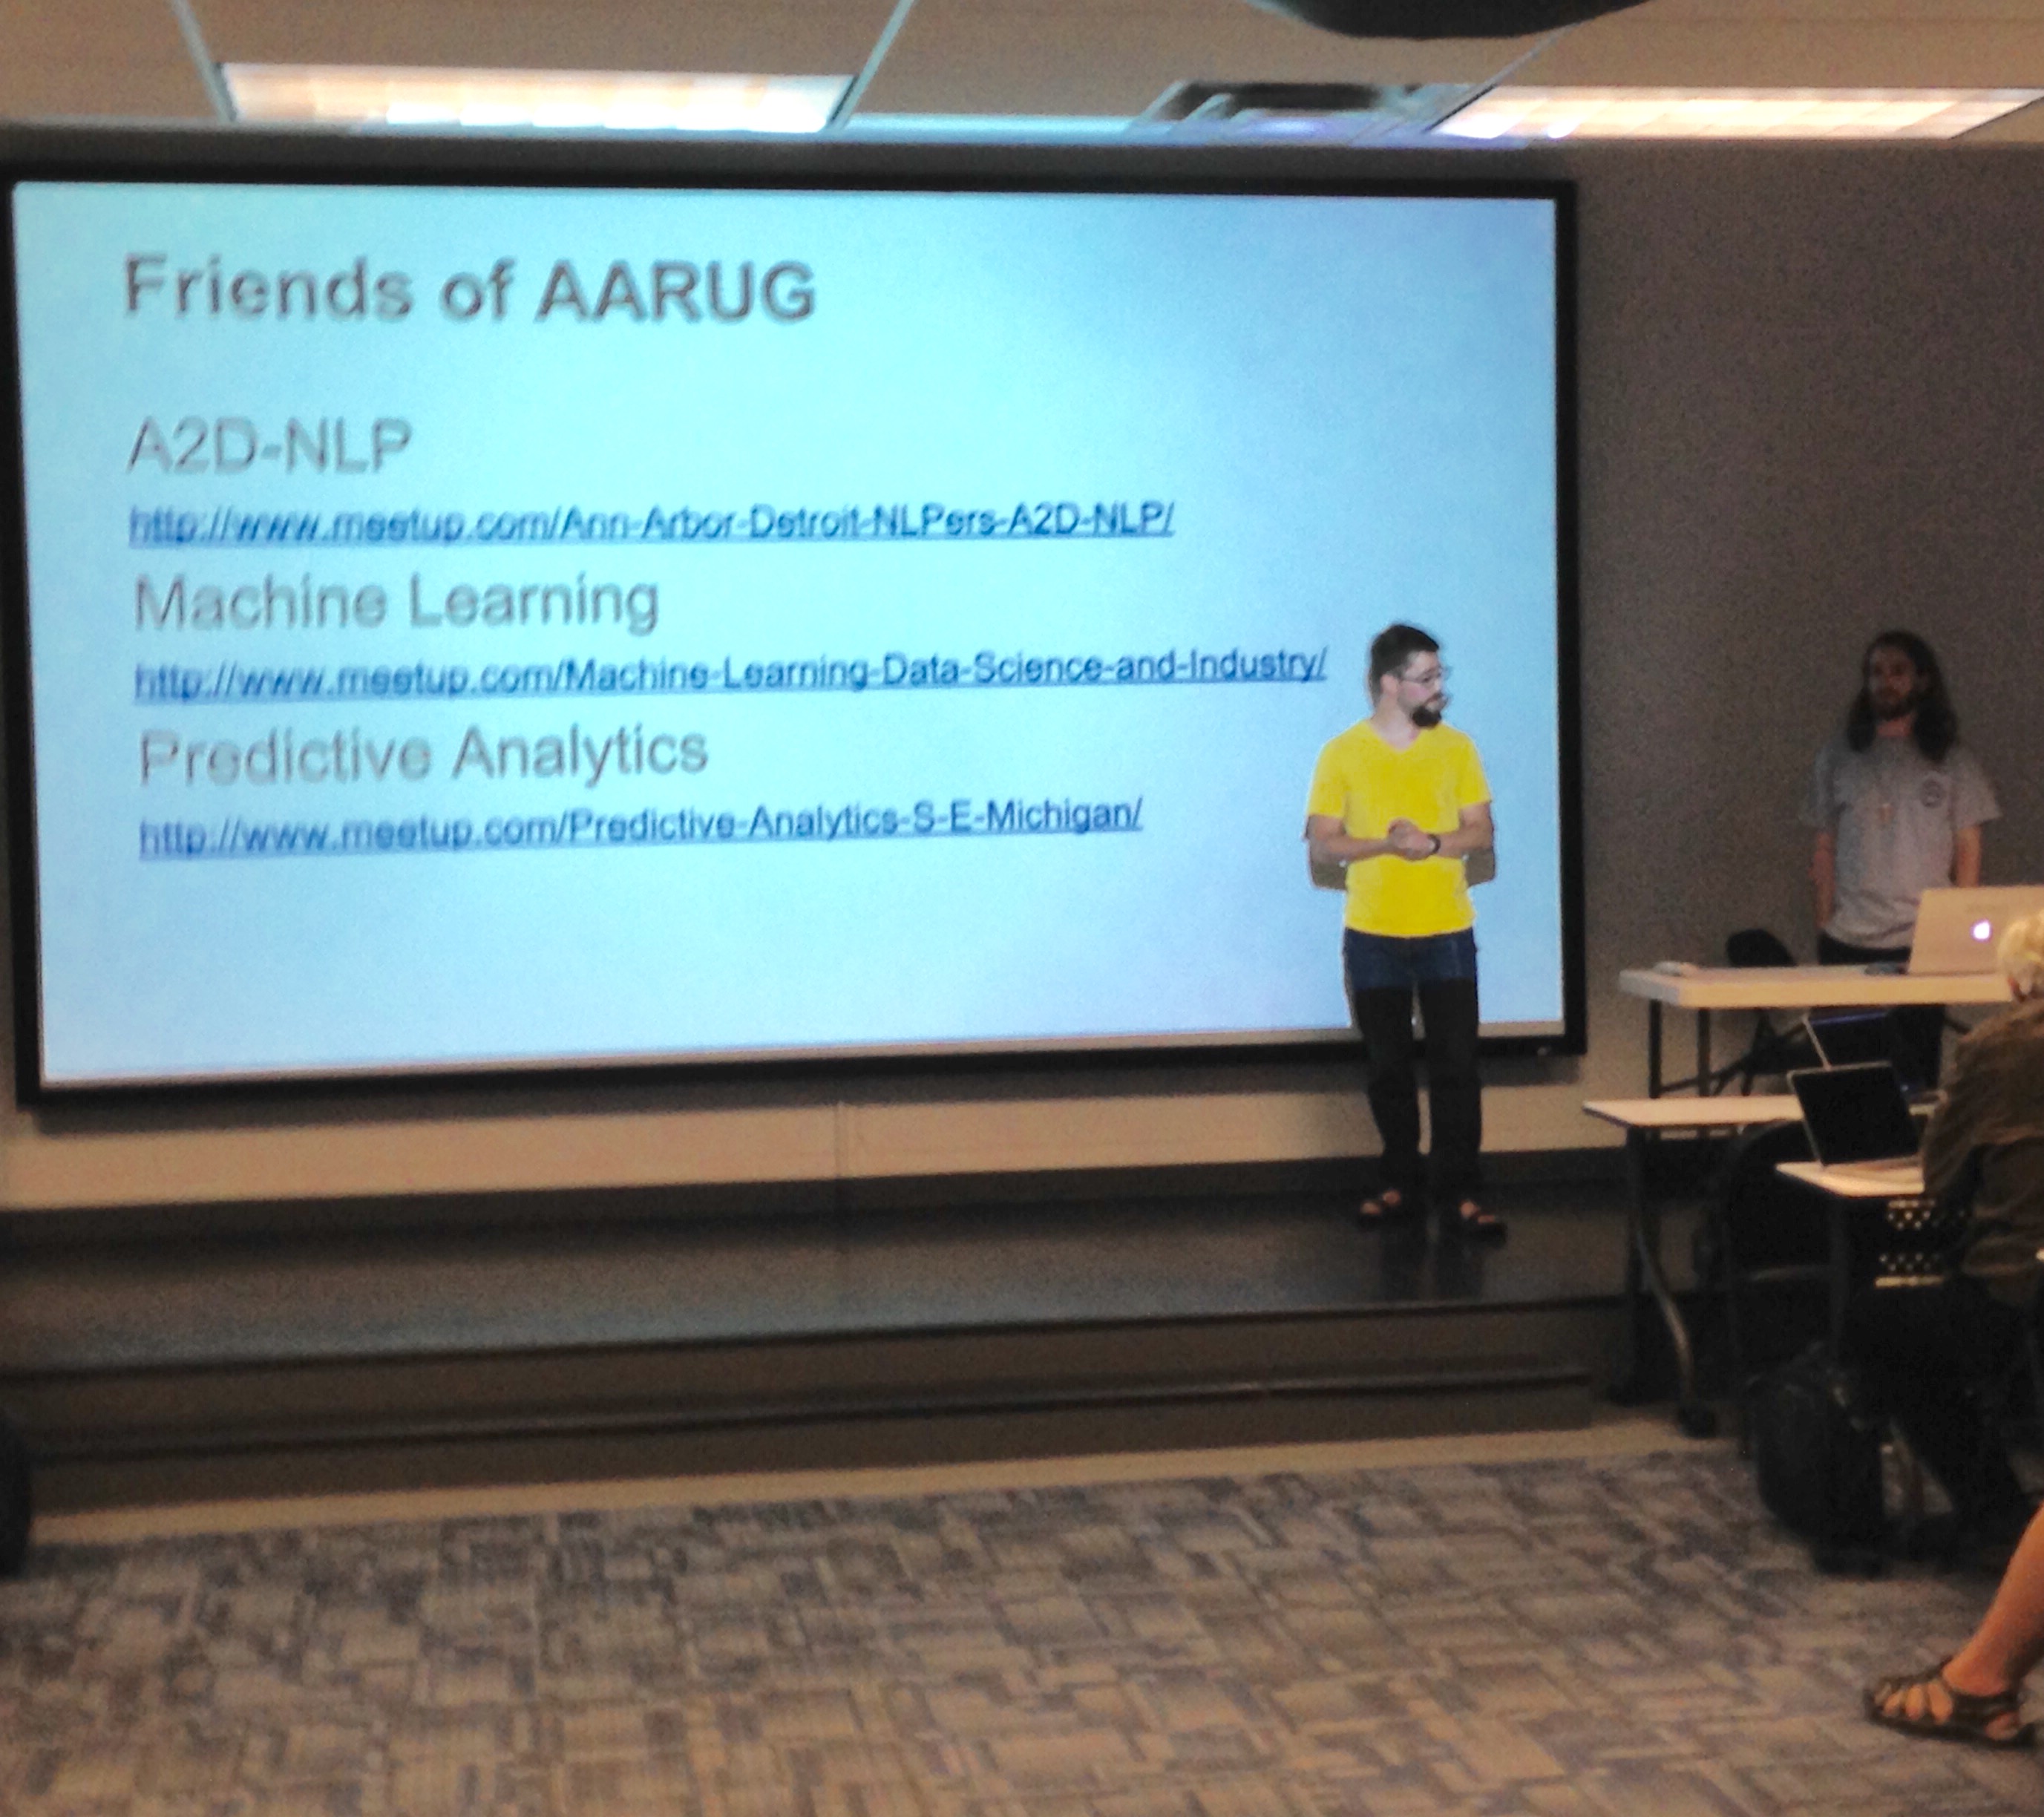 Friends of AARUG
A2D-NLP
http://www.meetup.com/Ann-Arbor-Detroit-NLPers-A2D-NLP/
Machine Learning
http://www.meetup.com/Machine-Learning-Data-Science-and-Industry/
Predictive Analytics
http://www.meetup.com/Predictive-Analytics-S-E-Michigan/